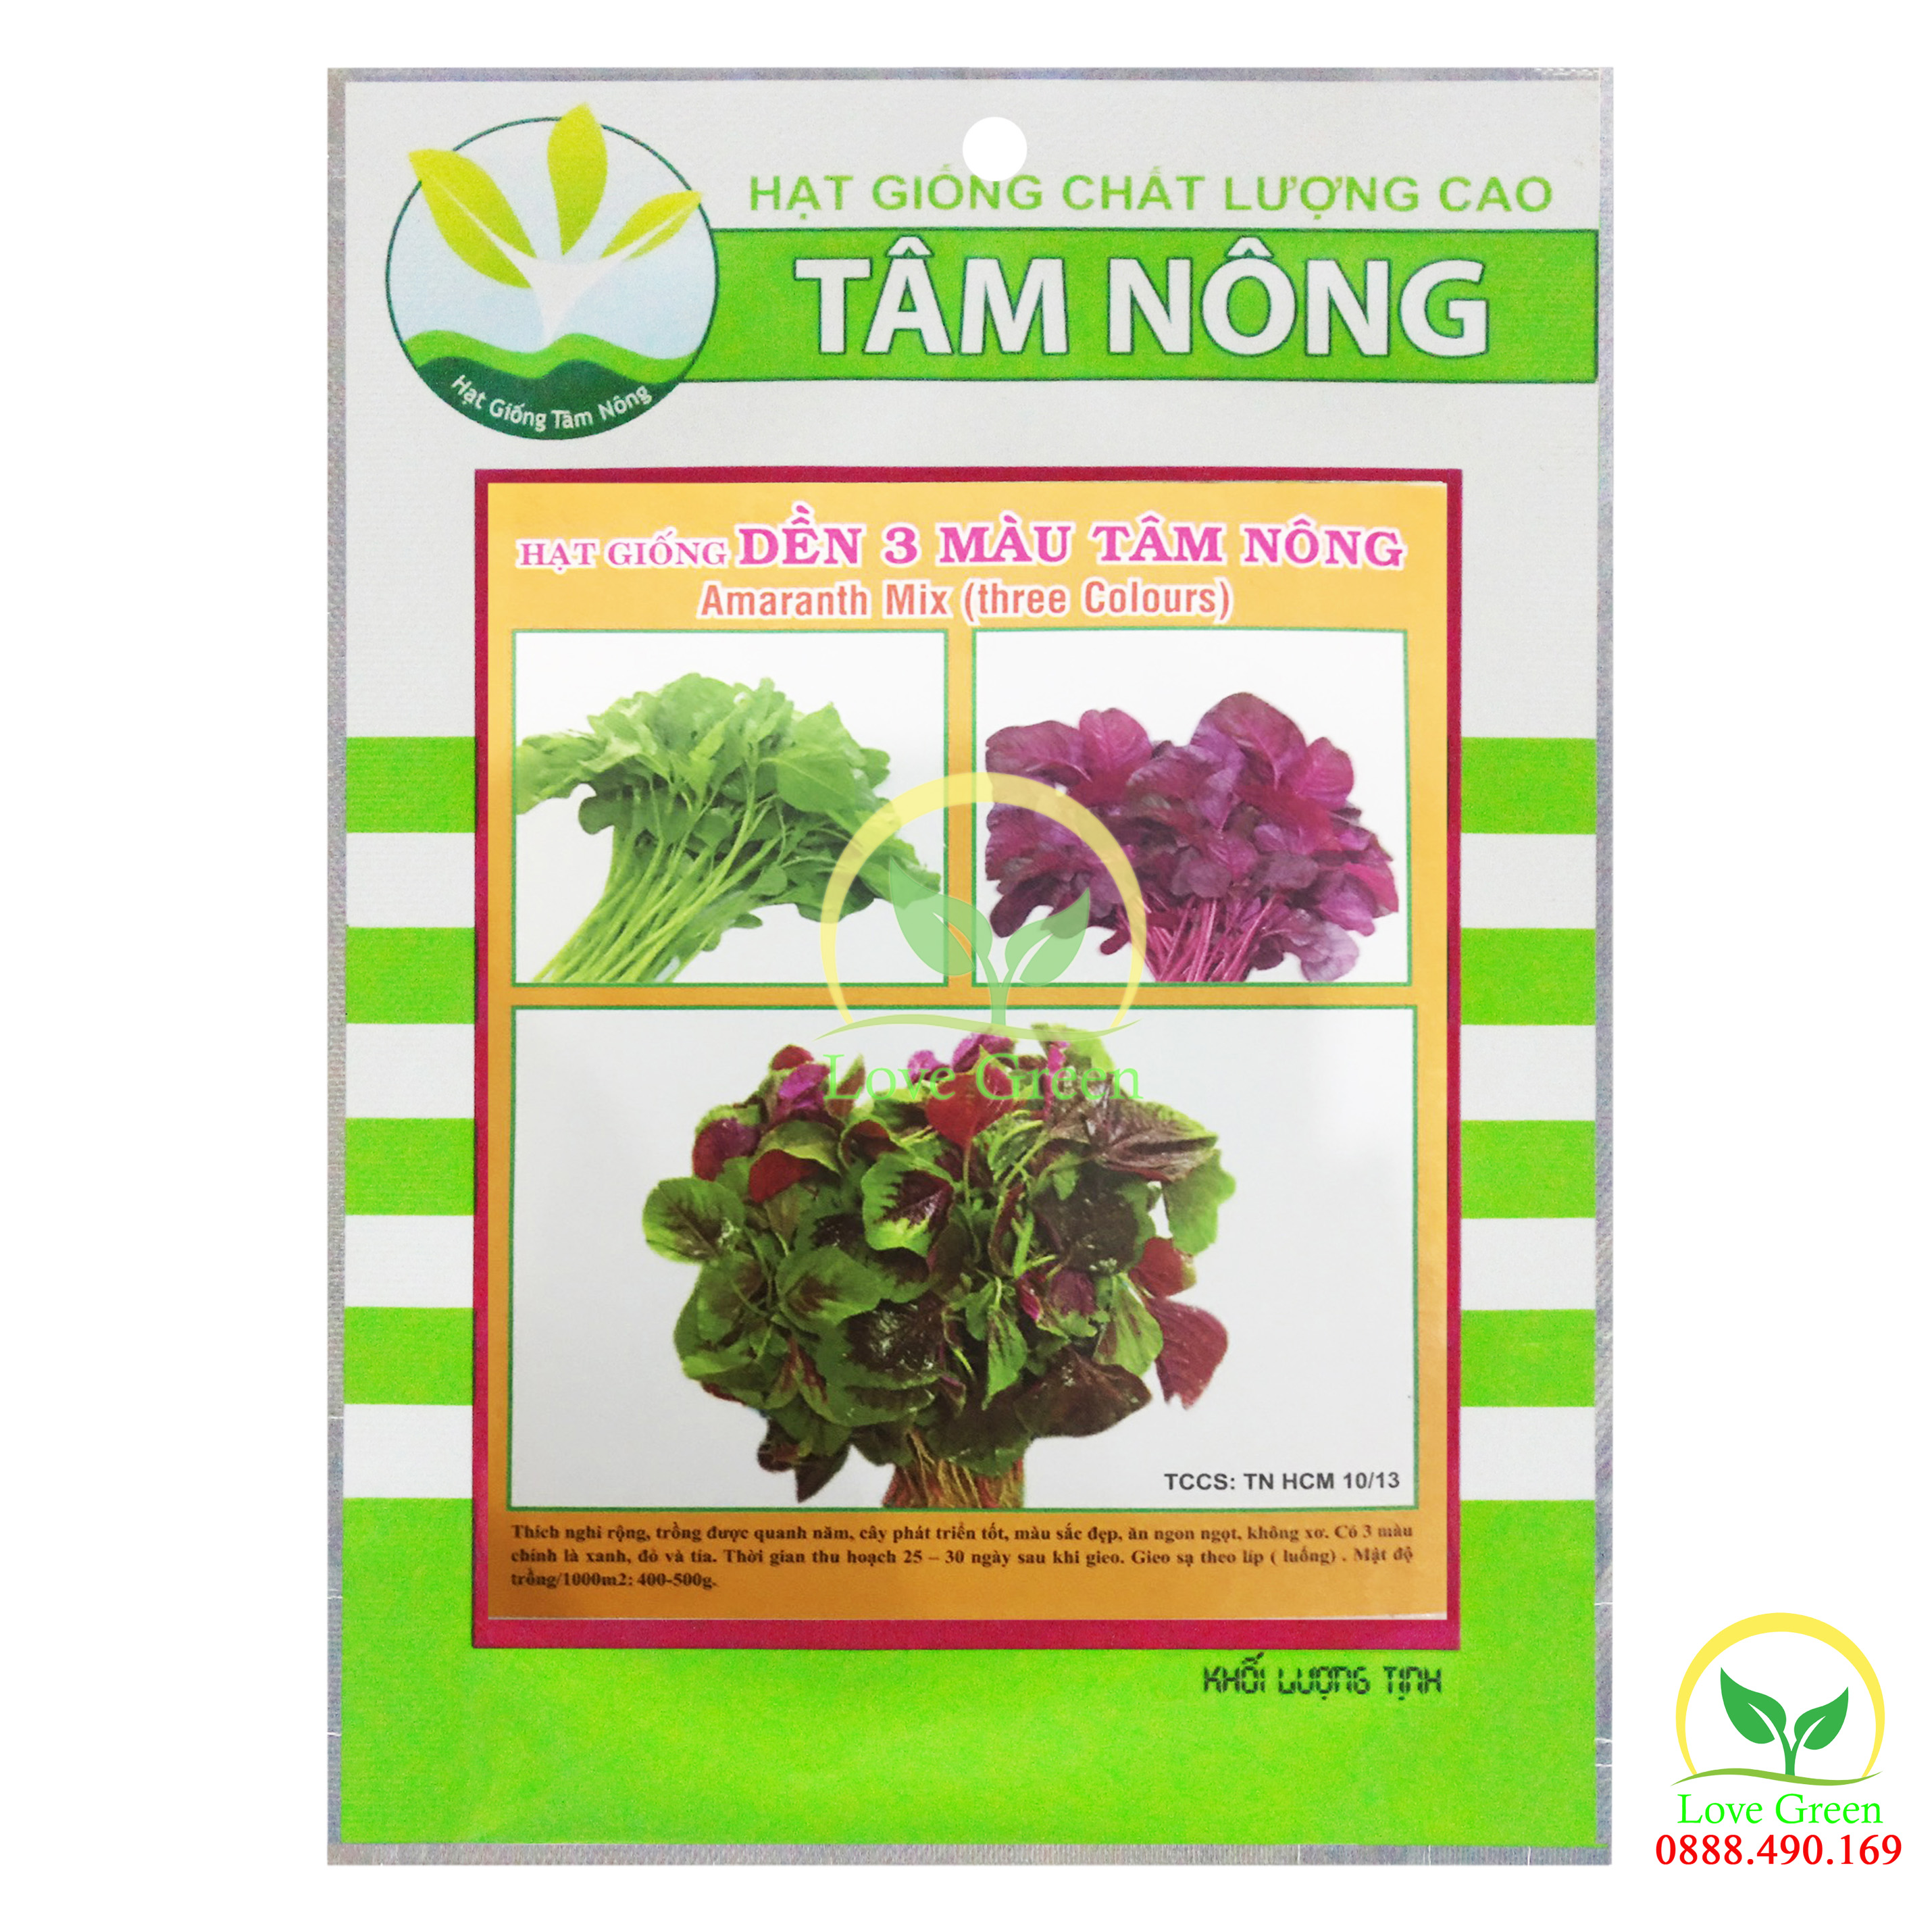 HẠT GIỐNG CHẤT LƯỢNG CAO
TÂM NÔNG
Hạt Giống Tâm Nông
HẠT GIỐNG DỀN 3 MÀU TÂM NÔNG
Amaranth Mix (three Colours)
Love Green
TCCS: TN HCM 10/13
Thích nghi rộng, trồng được quanh năm, cây phát triển tốt, màu sắc đẹp, ăn ngon ngọt, không xơ. Có 3 màu
chính là xanh, đỏ và tía. Thời gian thu hoạch 25 – 30 ngày sau khi gieo. Gieo sạ theo líp ( luống) . Mật độ
trồng/1000m2: 400-500g.
KHỐI LƯỢNG TỊNH
Love Green
0888.490.169